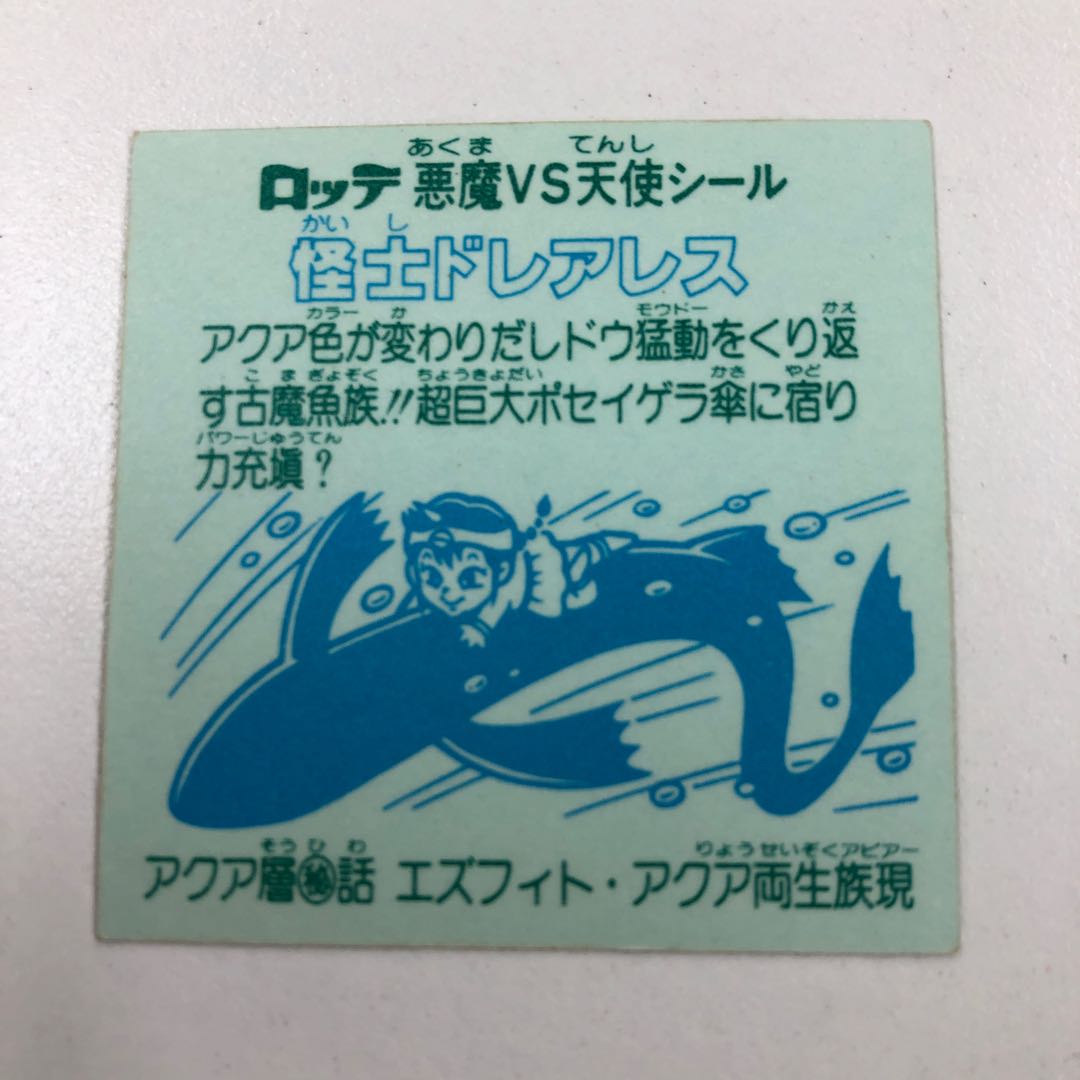 あくま てんし
ロッテ 悪魔VS天使シール
かいし
怪士ドレアレス
カラー か モウドー かえ
アクア色が変わりだしドウ猛動をくり返
こまぎょぞく ちょうきょだい かさ やど
す古魔魚族!!超巨大ポセイゲラ傘に宿り
パワーじゅうてん
力充塡?
そうひわ りょうせいぞくアピアー
アクア層㊙話 エズフィト・アクア両生族現